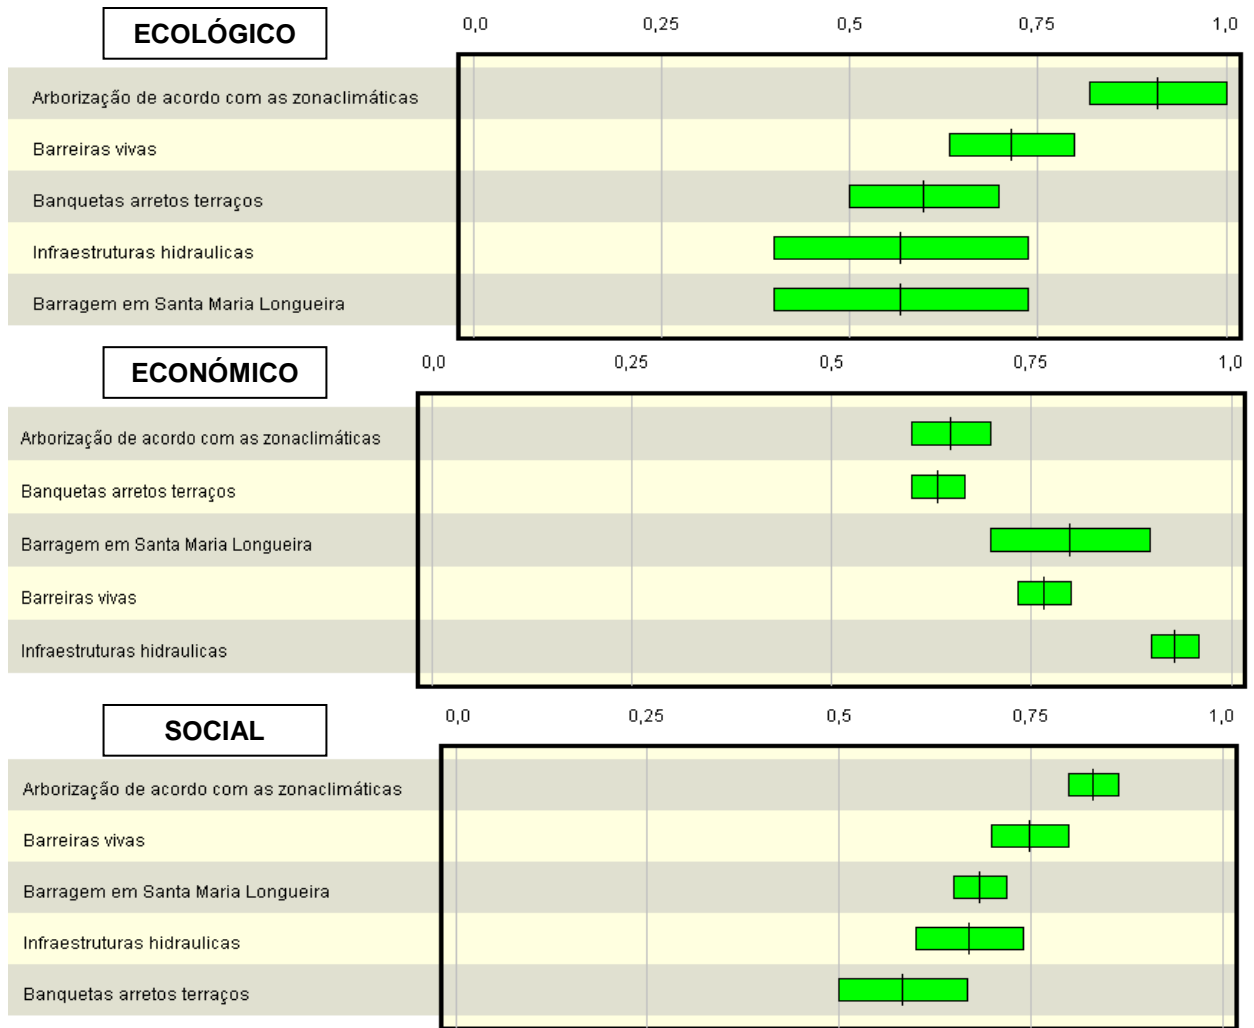 ECOLÓGICO
0,0 0,25 0,5 0,75 1,0
Arborização de acordo com as zonaclimáticas
Barreiras vivas
Banquetas arretos terraços
Infraestruturas hidraulicas
Barragem em Santa Maria Longueira
ECONÓMICO
0,0 0,25 0,5 0,75 1,0
Arborização de acordo com as zonaclimáticas
Banquetas arretos terraços
Barragem em Santa Maria Longueira
Barreiras vivas
Infraestruturas hidraulicas
SOCIAL
0,0 0,25 0,5 0,75 1,0
Arborização de acordo com as zonaclimáticas
Barreiras vivas
Barragem em Santa Maria Longueira
Infraestruturas hidraulicas
Banquetas arretos terraços